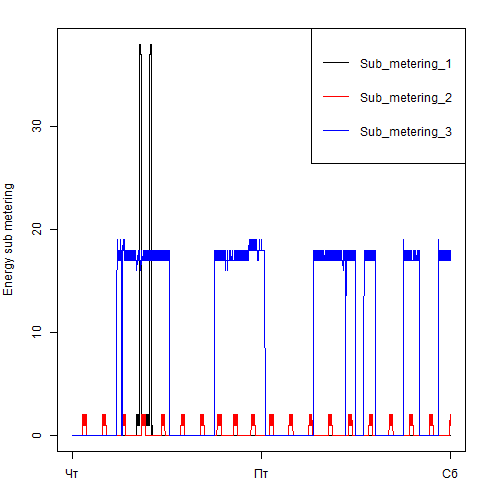 Sub_metering_1
Sub_metering_2
Sub_metering_3
Energy sub metering
30
20
10
0
Чт Пт Сб